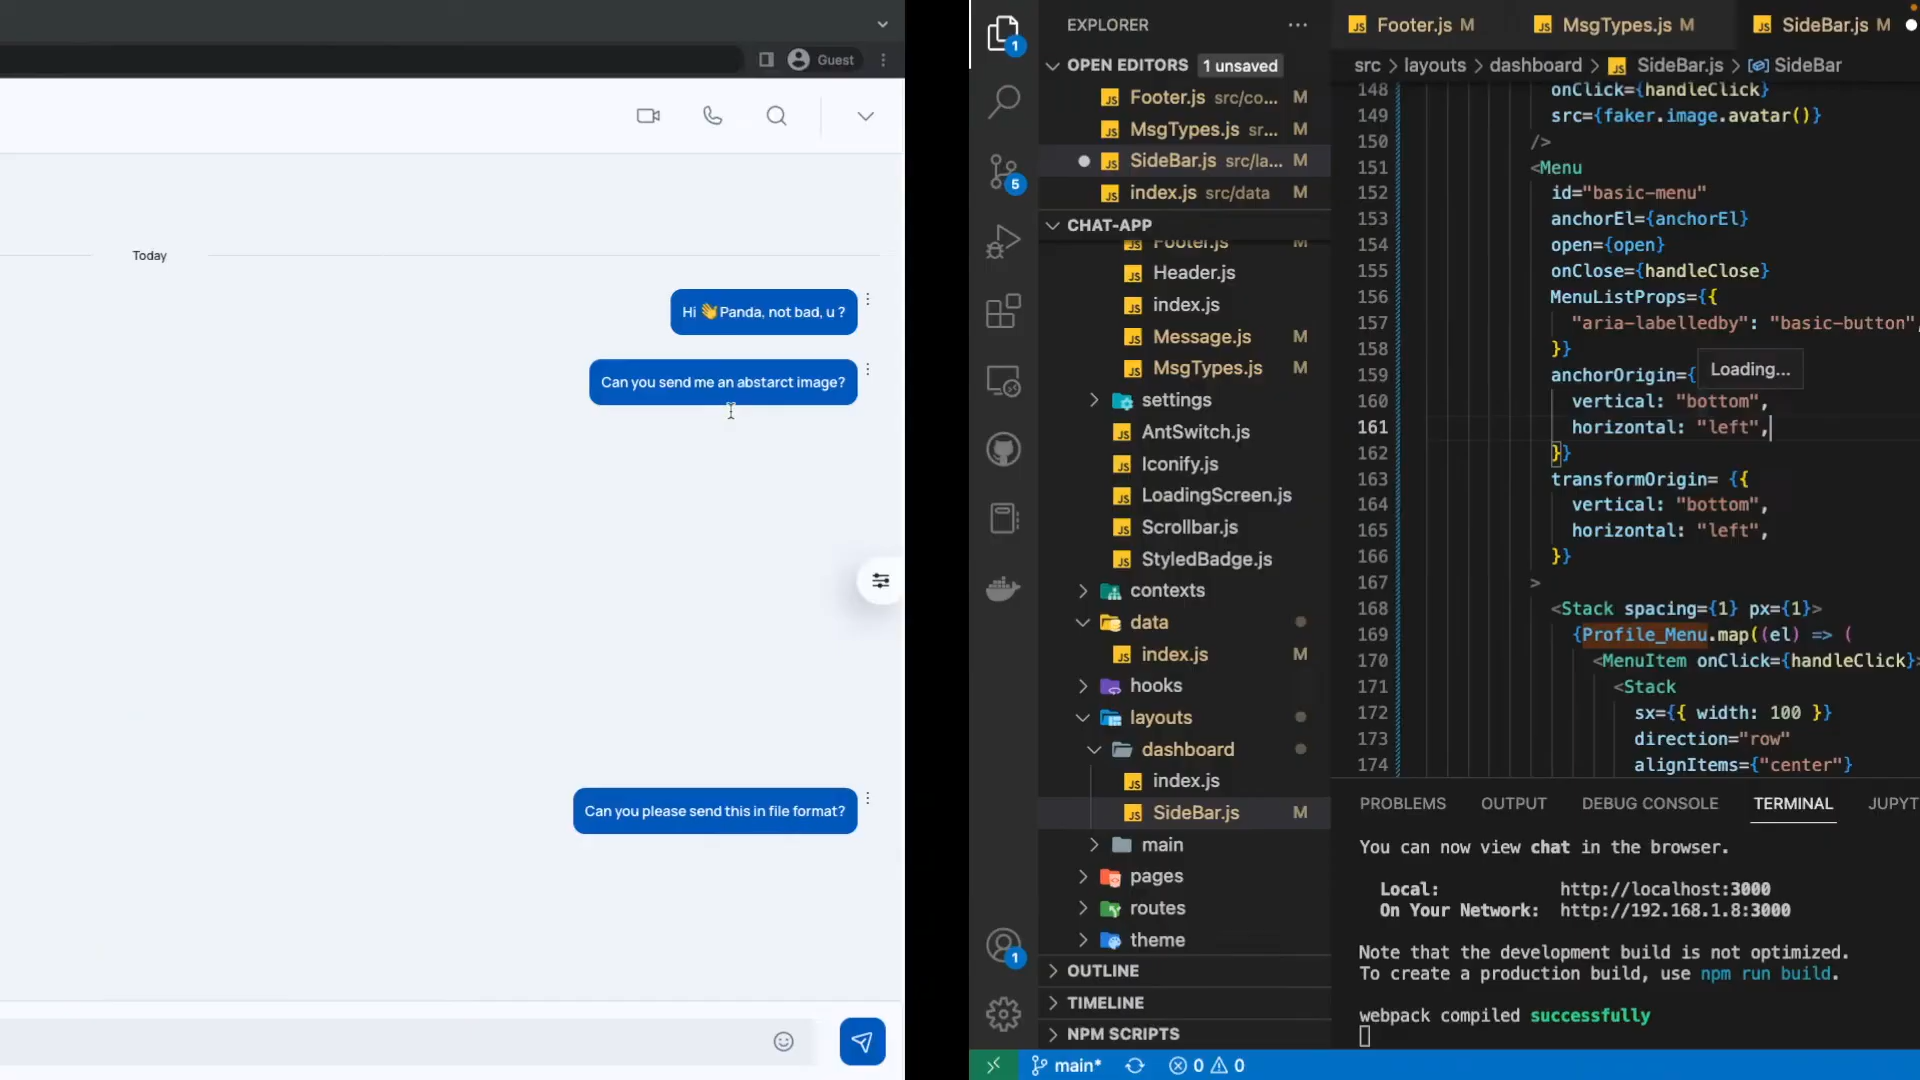 Guest
Today
Hi 👋Panda, not bad, u ?
Can you send me an abstarct image?
Can you please send this in file format?
EXPLORER
OPEN EDITORS 1 unsaved
Footer.js src/co... M
MsgTypes.js sr... M
SideBar.js src/la... M
index.js src/data M
CHAT-APP
Footer.js M
Header.js
index.js
Message.js M
MsgTypes.js M
settings
AntSwitch.js
Iconify.js
LoadingScreen.js
Scrollbar.js
StyledBadge.js
contexts
data
index.js M
hooks
layouts
dashboard
index.js
SideBar.js M
main
pages
routes
theme
OUTLINE
TIMELINE
NPM SCRIPTS
1
5
1
Footer.js M MsgTypes.js M SideBar.js M
src > layouts > dashboard > SideBar.js > SideBar
148 onClick={handleClick}
149 src={faker.image.avatar()}
150 />
151 <Menu
152 id="basic-menu"
153 anchorEl={anchorEl}
154 open={open}
155 onClose={handleClose}
156 MenuListProps={{
157 "aria-labelledby": "basic-button",
158 }}
159 anchorOrigin={
Loading...
160 vertical: "bottom",
161 horizontal: "left",
162 }}
163 transformOrigin= {{
164 vertical: "bottom",
165 horizontal: "left",
166 }}
167 >
168 <Stack spacing={1} px={1}>
169 {Profile_Menu.map((el) => (
170 <MenuItem onClick={handleClick}>
171 <Stack
172 sx={{ width: 100 }}
173 direction="row"
174 alignItems={"center"}
PROBLEMS OUTPUT DEBUG CONSOLE TERMINAL JUPYT
You can now view chat in the browser.
Local: http://localhost:3000
On Your Network: http://192.168.1.8:3000
Note that the development build is not optimized.
To create a production build, use npm run build.
webpack compiled successfully
main* 0 0